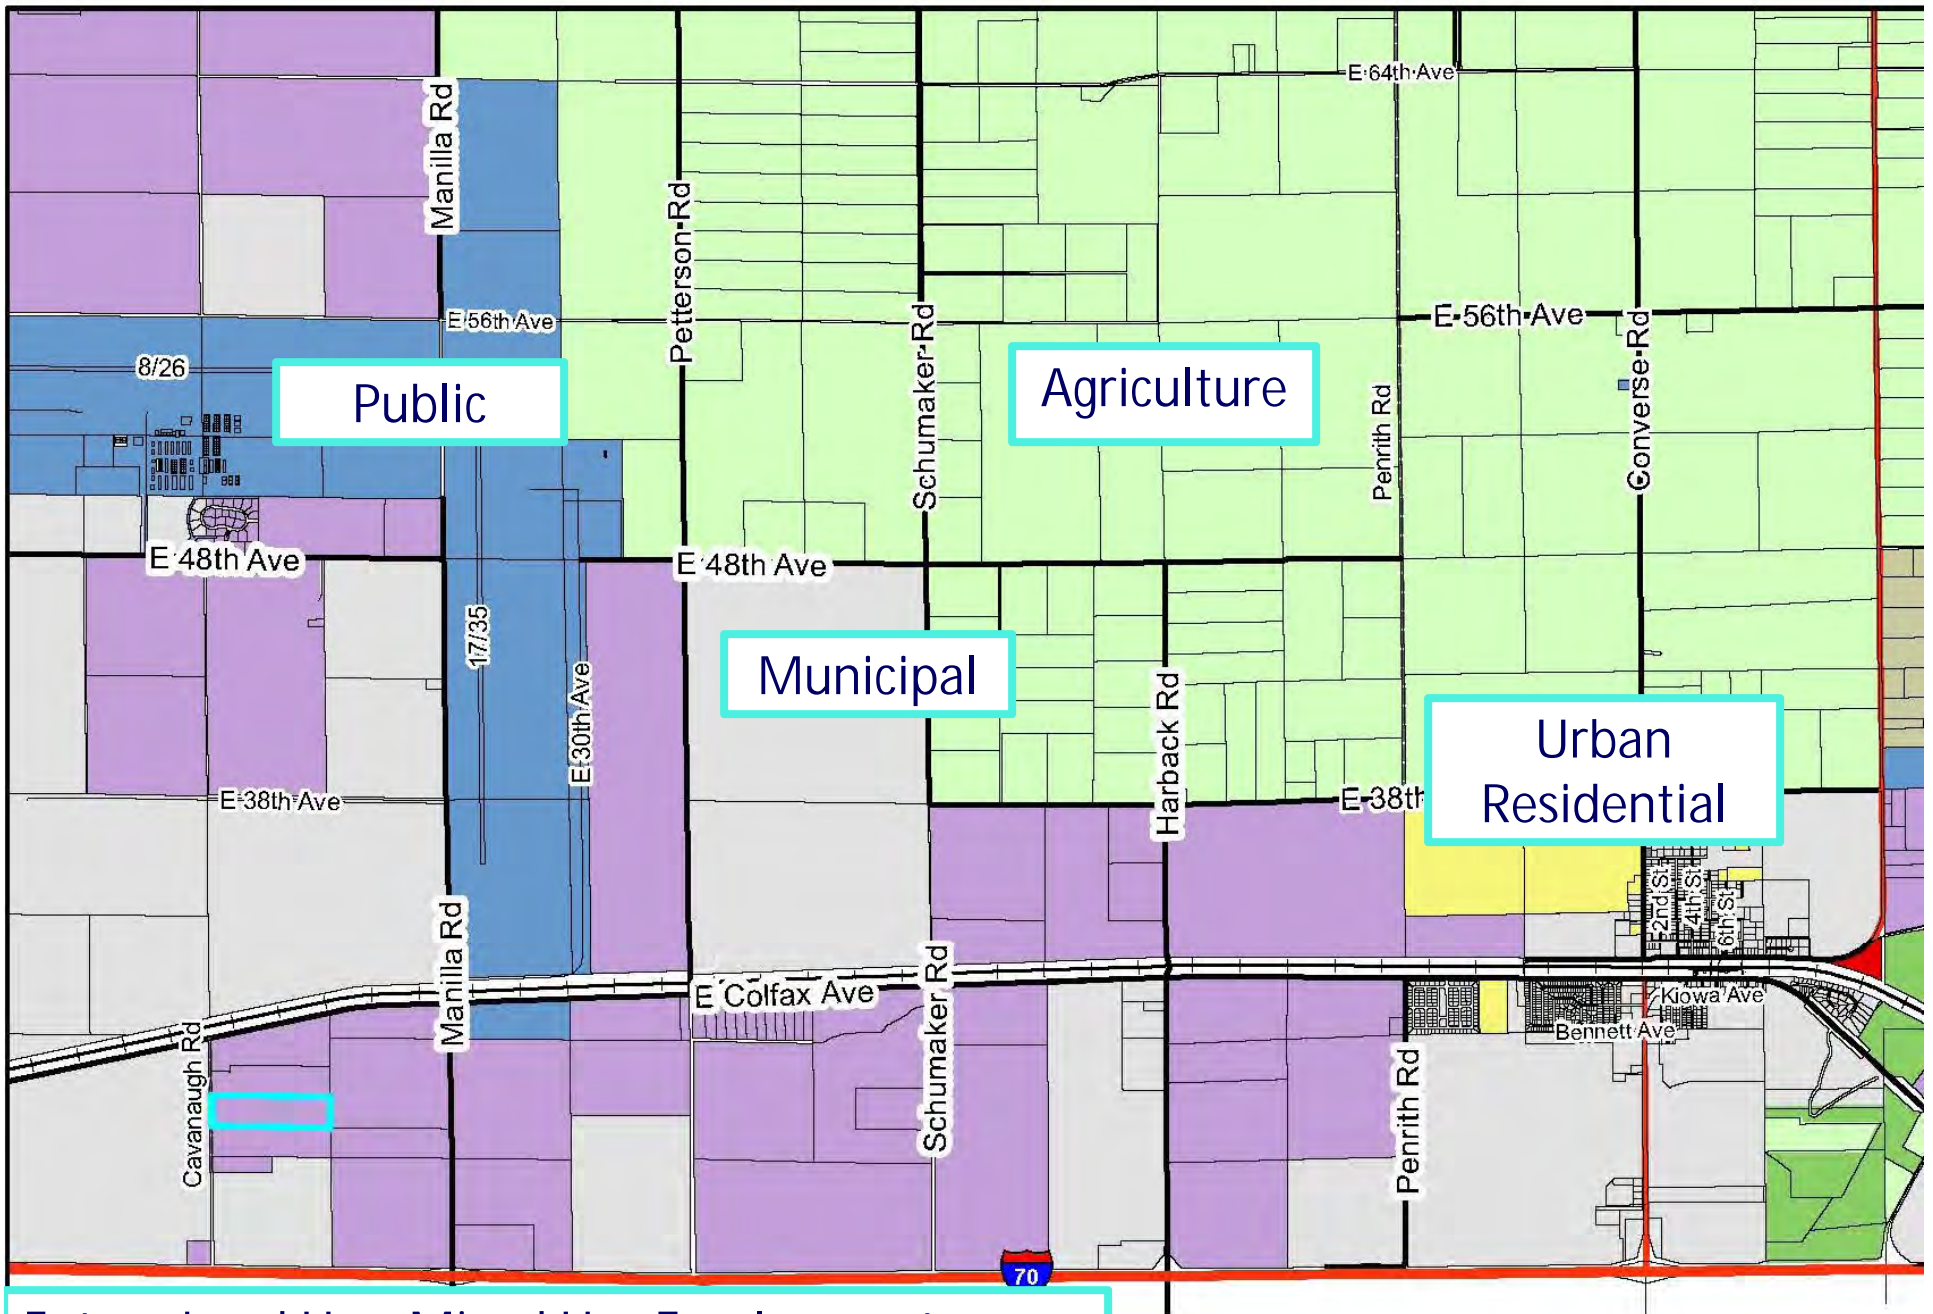 E 64th Ave
Manilla Rd
Petterson Rd
E 56th Ave
E 56th Ave
8/26
Public
Schumaker Rd
Agriculture
Penrith Rd
Converse Rd
E 48th Ave
E 48th Ave
17/35
E 30th Ave
Municipal
Harback Rd
Urban
Residential
E 38th Ave
E 38th
2nd St
4th St
6th St
Manilla Rd
Schumaker Rd
E Colfax Ave
Kiowa Ave
Bennett Ave
Cavanaugh Rd
Penrith Rd
70